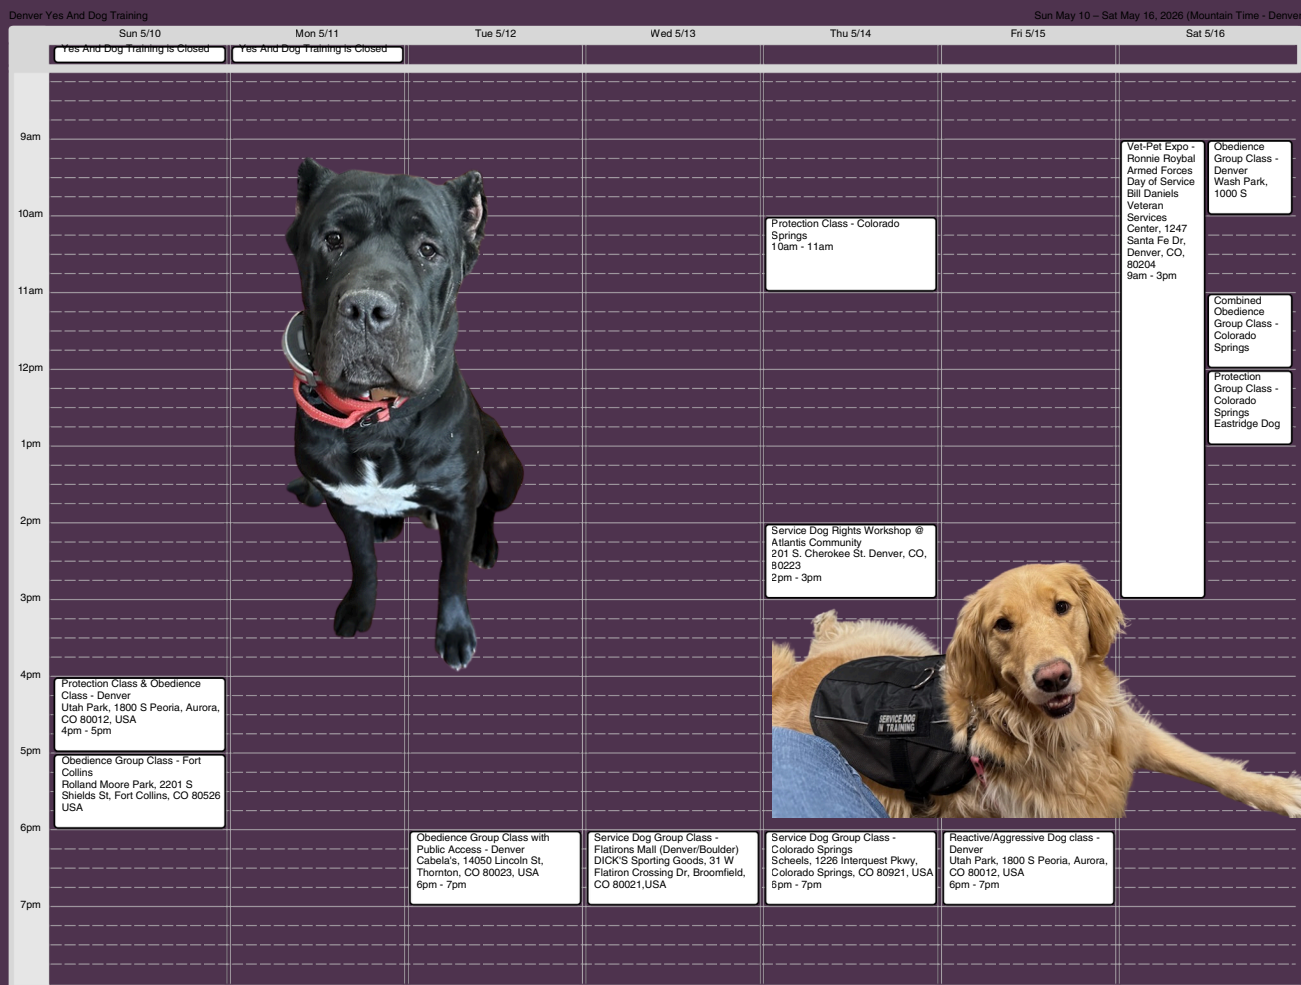 Denver Yes And Dog Training
Sun May 10 – Sat May 16, 2026 (Mountain Time - Denver
Sun 5/10
Mon 5/11
Tue 5/12
Wed 5/13
Thu 5/14
Fri 5/15
Sat 5/16
Yes And Dog Training is Closed
Yes And Dog Training is Closed
9am
10am
11am
12pm
1pm
2pm
3pm
4pm
5pm
6pm
7pm
Protection Class & Obedience
Class - Denver
Utah Park, 1800 S Peoria, Aurora,
CO 80012, USA
4pm - 5pm
Obedience Group Class - Fort
Collins
Rolland Moore Park, 2201 S
Shields St, Fort Collins, CO 80526
USA
Obedience Group Class with
Public Access - Denver
Cabela's, 14050 Lincoln St,
Thornton, CO 80023, USA
6pm - 7pm
Service Dog Group Class -
Flatirons Mall (Denver/Boulder)
DICK'S Sporting Goods, 31 W
Flatiron Crossing Dr, Broomfield,
CO 80021,USA
Protection Class - Colorado
Springs
10am - 11am
Service Dog Rights Workshop @
Atlantis Community
201 S. Cherokee St. Denver, CO,
80223
2pm - 3pm
SERVICE DOG
IN TRAINING
Service Dog Group Class -
Colorado Springs
Scheels, 1226 Interquest Pkwy,
Colorado Springs, CO 80921, USA
6pm - 7pm
Reactive/Aggressive Dog class -
Denver
Utah Park, 1800 S Peoria, Aurora,
CO 80012, USA
6pm - 7pm
Vet-Pet Expo -
Ronnie Roybal
Armed Forces
Day of Service
Bill Daniels
Veteran
Services
Center, 1247
Santa Fe Dr,
Denver, CO,
80204
9am - 3pm
Obedience
Group Class -
Denver
Wash Park,
1000 S
Combined
Obedience
Group Class -
Colorado
Springs
Protection
Group Class -
Colorado
Springs
Eastridge Dog